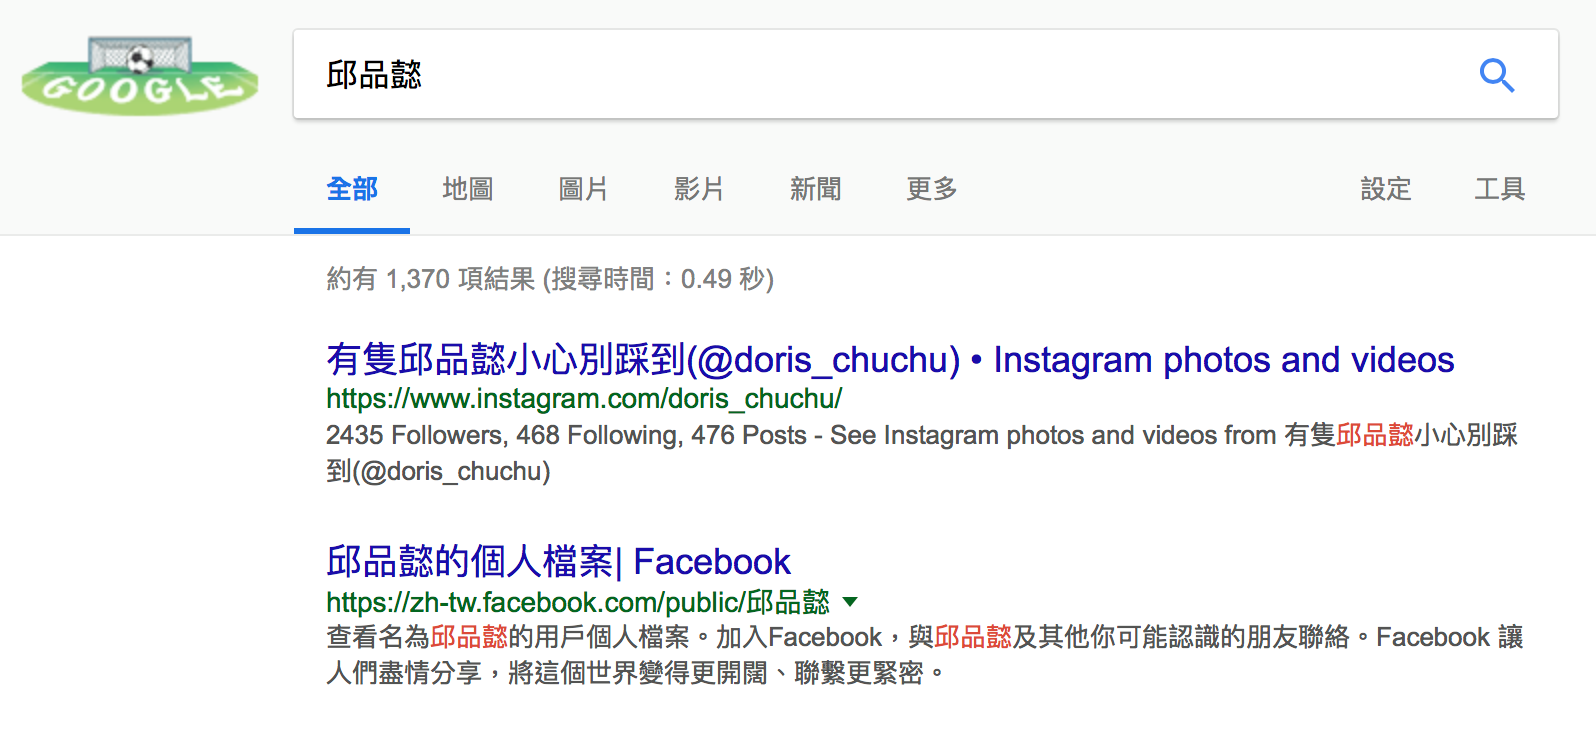 GOOGLE
邱品懿
全部 地圖 圖片 影片 新聞 更多 設定 工具
約有 1,370 項結果 (搜尋時間：0.49 秒)
有隻邱品懿小心別踩到(@doris_chuchu) • Instagram photos and videos
https://www.instagram.com/doris_chuchu/
2435 Followers, 468 Following, 476 Posts - See Instagram photos and videos from 有隻邱品懿小心別踩
到(@doris_chuchu)
邱品懿的個人檔案| Facebook
https://zh-tw.facebook.com/public/邱品懿
查看名為邱品懿的用戶個人檔案。加入Facebook，與邱品懿及其他你可能認識的朋友聯絡。Facebook 讓
人們盡情分享，將這個世界變得更開闊、聯繫更緊密。